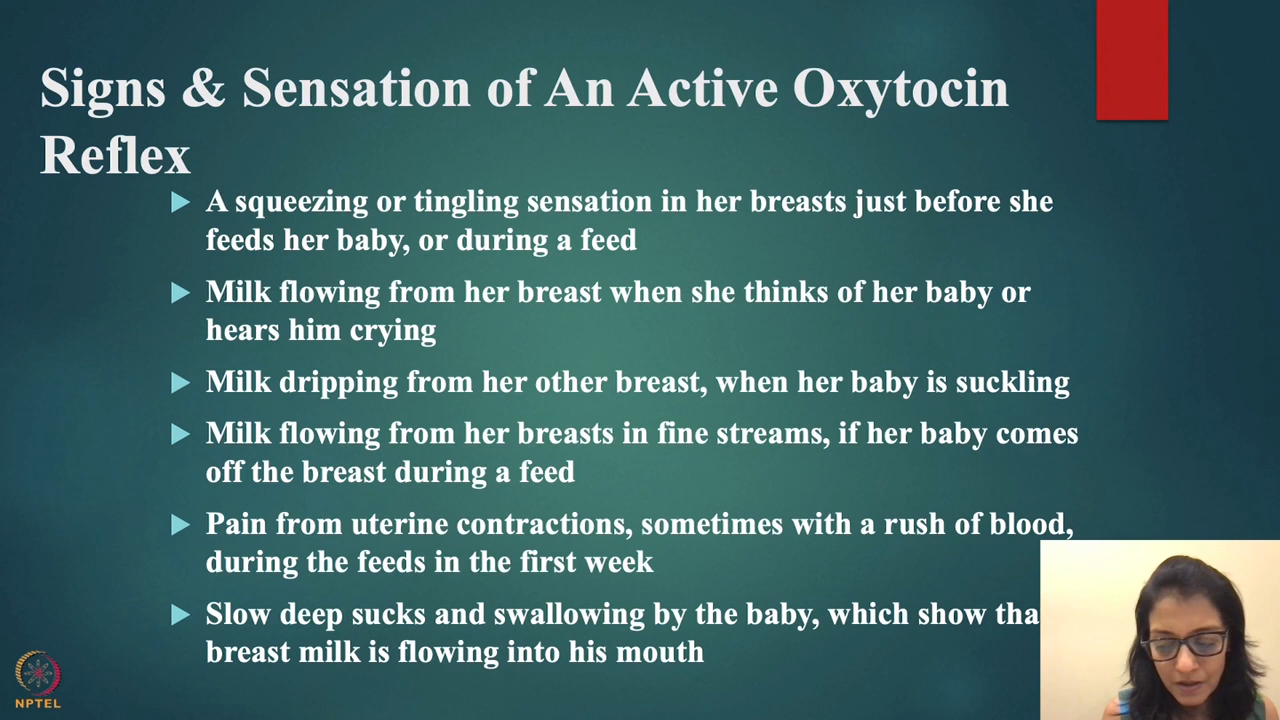 Signs & Sensation of An Active Oxytocin
Reflex
A squeezing or tingling sensation in her breasts just before she
feeds her baby, or during a feed
Milk flowing from her breast when she thinks of her baby or
hears him crying
Milk dripping from her other breast, when her baby is suckling
Milk flowing from her breasts in fine streams, if her baby comes
off the breast during a feed
Pain from uterine contractions, sometimes with a rush of blood,
during the feeds in the first week
Slow deep sucks and swallowing by the baby, which show tha
breast milk is flowing into his mouth
NPTEL